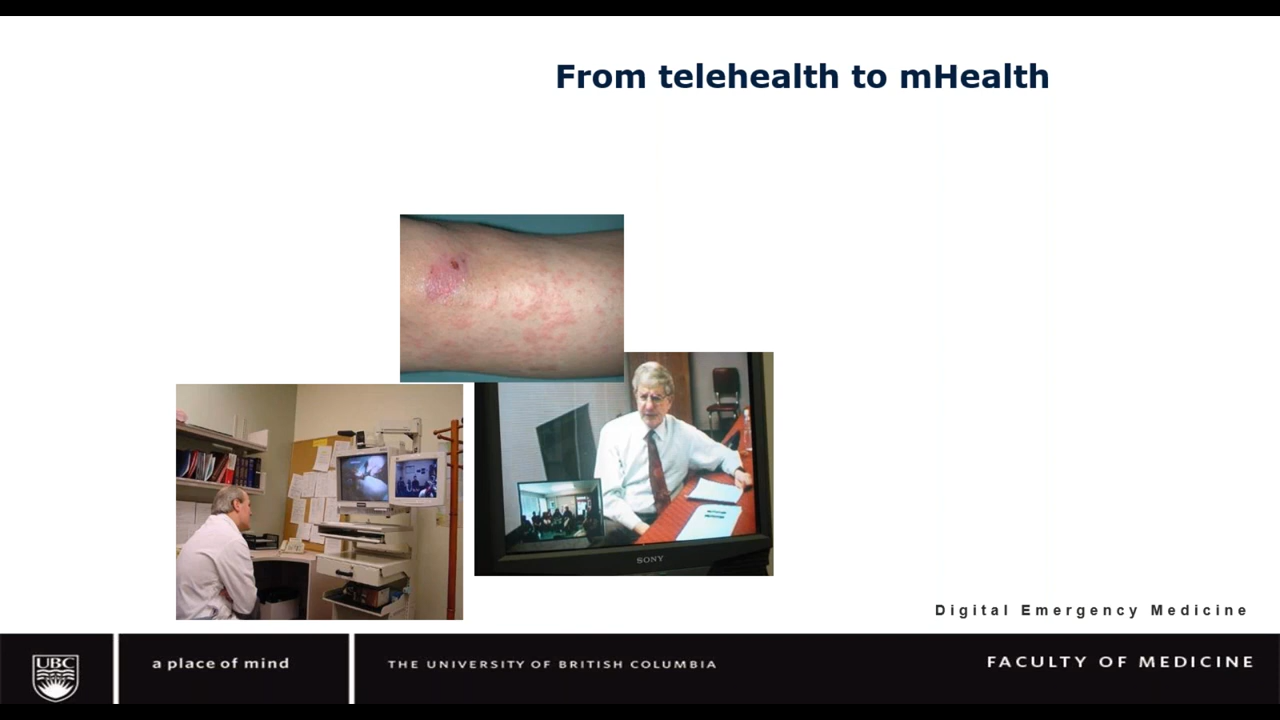 From telehealth to mHealth
SONY
Digital Emergency Medicine
UBC
a place of mind
THE UNIVERSITY OF BRITISH COLUMBIA
FACULTY OF MEDICINE